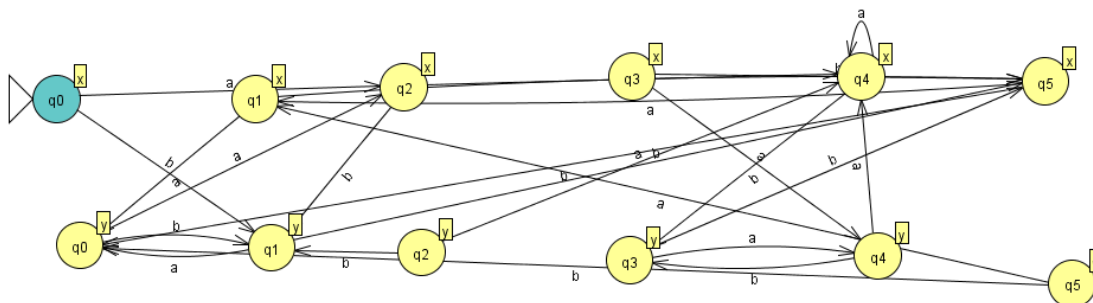 a
x x x x x x
q0 a q1 q2 q3 q4 q5
a
b a b b a b
a b b a
a
y b y y y y
q0 q1 q2 q3 a q4
a b b b q5